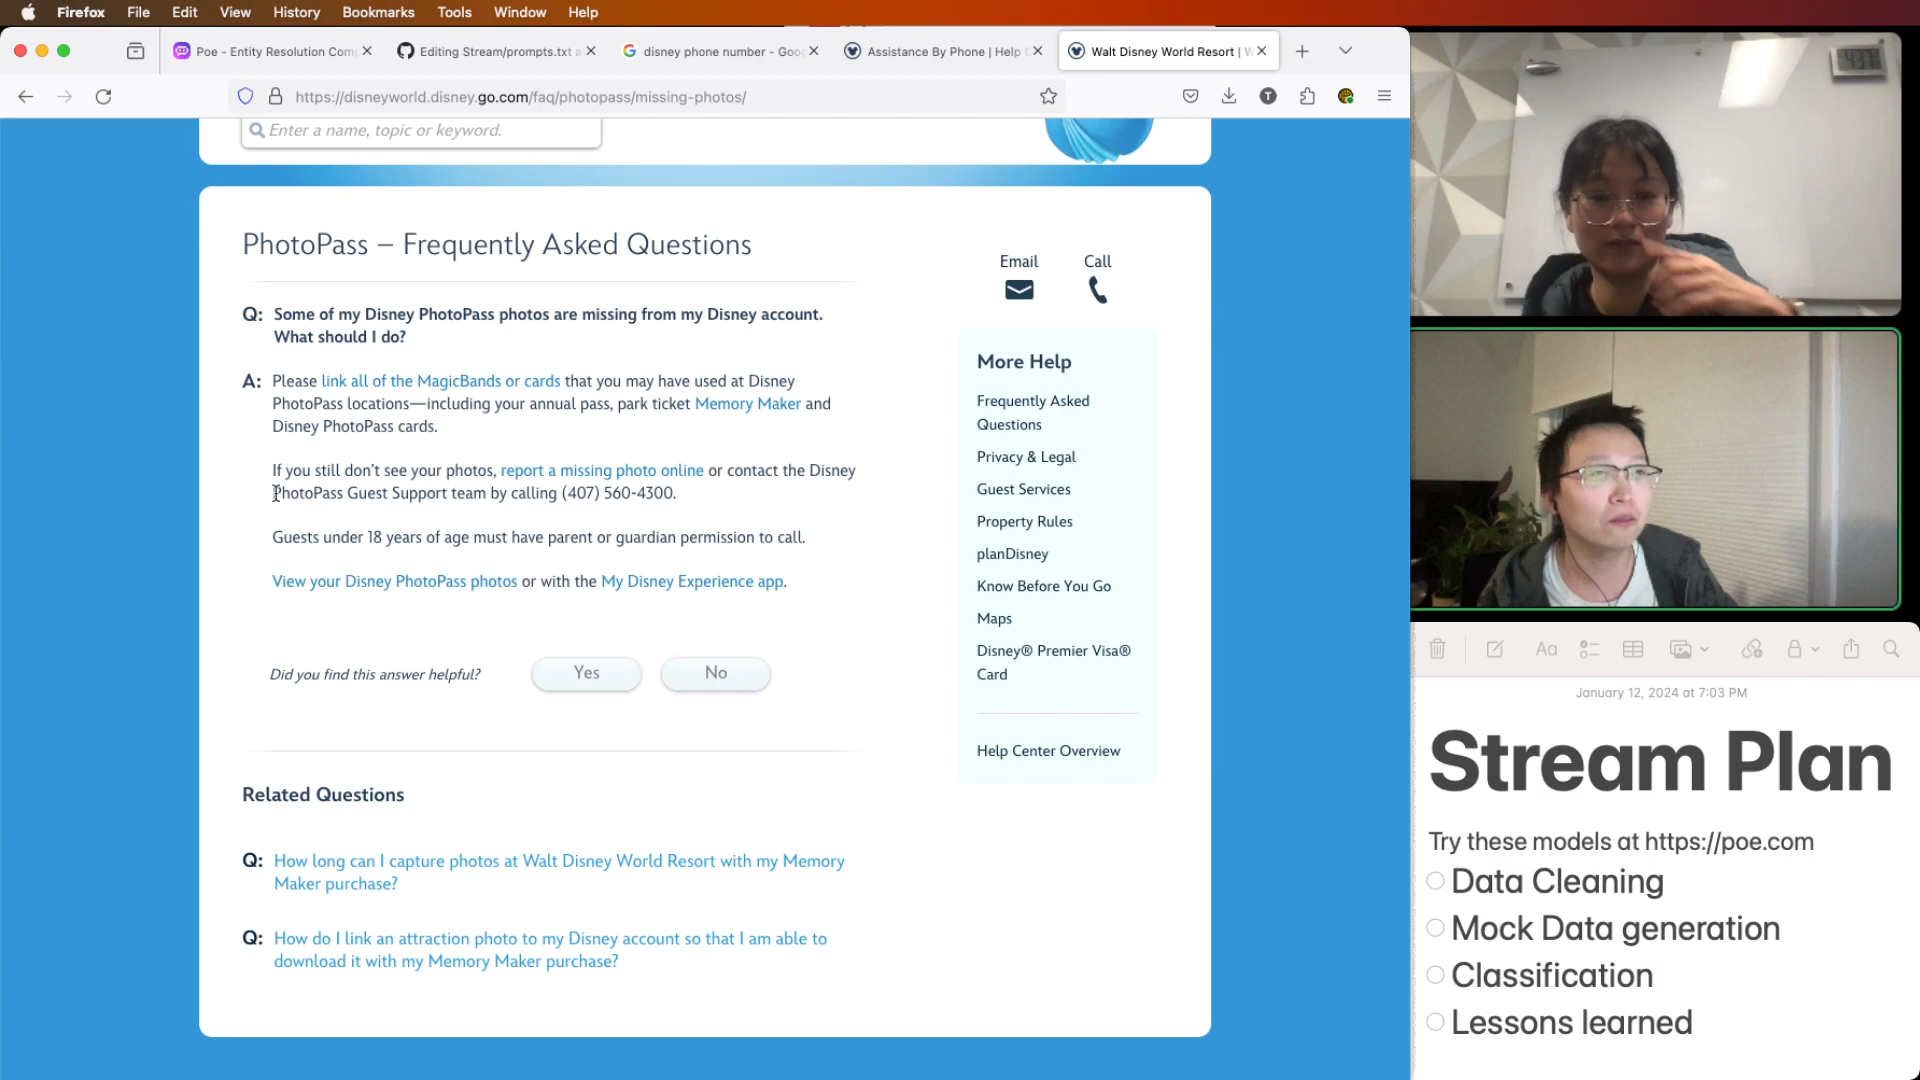 Firefox File Edit View History Bookmarks Tools Window Help
Poe - Entity Resolution Com
Editing Stream/prompts.txt a
disney phone number - Goo
Assistance By Phone | Help C
Walt Disney World Resort | W
https://disneyworld.disney.go.com/faq/photopass/missing-photos/
T
Enter a name, topic or keyword.
PhotoPass – Frequently Asked Questions
Q: Some of my Disney PhotoPass photos are missing from my Disney account.
What should I do?
A: Please link all of the MagicBands or cards that you may have used at Disney
PhotoPass locations—including your annual pass, park ticket Memory Maker and
Disney PhotoPass cards.
If you still don't see your photos, report a missing photo online or contact the Disney
PhotoPass Guest Support team by calling (407) 560-4300.
Guests under 18 years of age must have parent or guardian permission to call.
View your Disney PhotoPass photos or with the My Disney Experience app.
Did you find this answer helpful?
Yes
No
Related Questions
Q: How long can I capture photos at Walt Disney World Resort with my Memory
Maker purchase?
Q: How do I link an attraction photo to my Disney account so that I am able to
download it with my Memory Maker purchase?
Email
Call
More Help
Frequently Asked
Questions
Privacy & Legal
Guest Services
Property Rules
planDisney
Know Before You Go
Maps
Disney® Premier Visa®
Card
Help Center Overview
4:37
Aa
January 12, 2024 at 7:03 PM
Stream Plan
Try these models at https://poe.com
Data Cleaning
Mock Data generation
Classification
Lessons learned